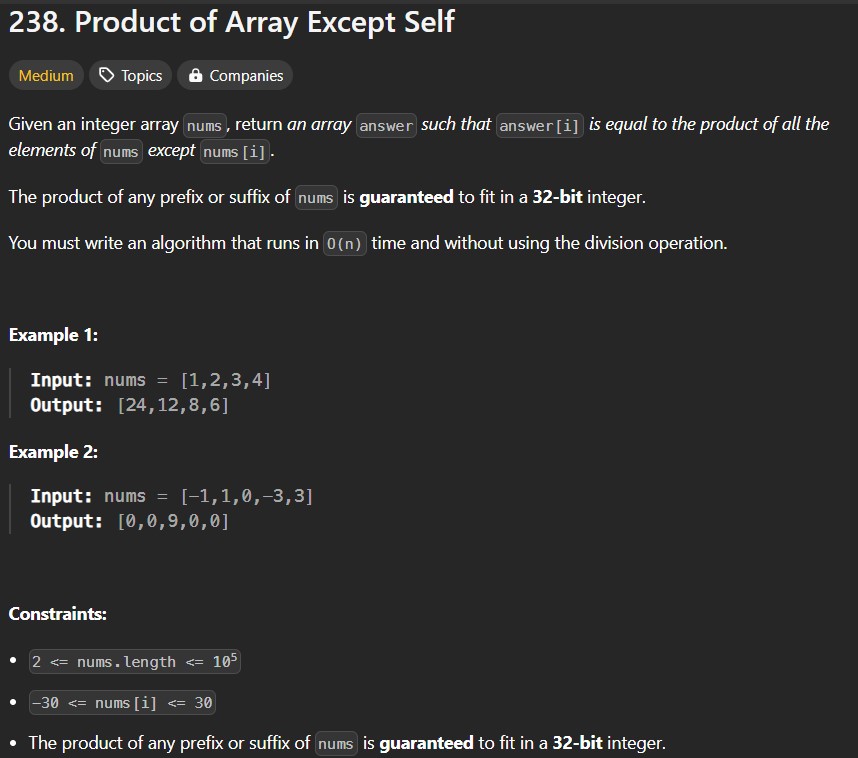 238. Product of Array Except Self
Medium Topics Companies
Given an integer array nums, return an array answer such that answer[i] is equal to the product of all the
elements of nums except nums[i].
The product of any prefix or suffix of nums is guaranteed to fit in a 32-bit integer.
You must write an algorithm that runs in O(n) time and without using the division operation.
Example 1:
Input: nums = [1,2,3,4]
Output: [24,12,8,6]
Example 2:
Input: nums = [-1,1,0,-3,3]
Output: [0,0,9,0,0]
Constraints:
• 2 <= nums.length <= 10⁵
• -30 <= nums[i] <= 30
• The product of any prefix or suffix of nums is guaranteed to fit in a 32-bit integer.